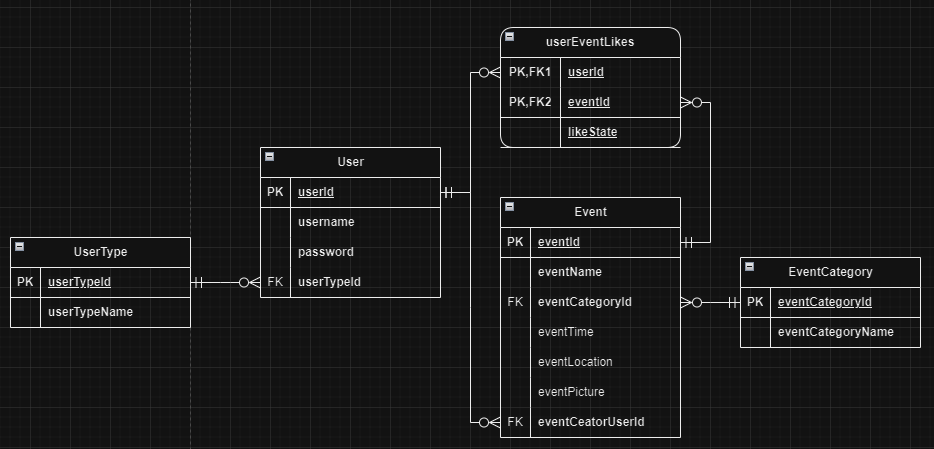 userEventLikes
PK,FK1 userId
PK,FK2 eventId
likeState
User
PK userId
username
password
FK userTypeId
UserType
PK userTypeId
userTypeName
Event
PK eventId
eventName
FK eventCategoryId
eventTime
eventLocation
eventPicture
FK eventCeatorUserId
EventCategory
PK eventCategoryId
eventCategoryName